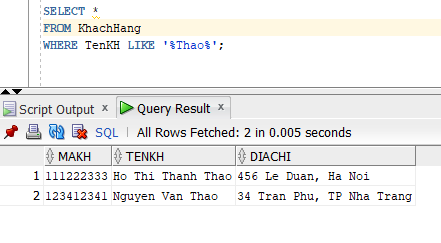 SELECT *
FROM KhachHang
WHERE TenKH LIKE '%Thao%';
Script Output x Query Result x
SQL | All Rows Fetched: 2 in 0.005 seconds
MAKH TENKH DIACHI
1 111222333 Ho Thi Thanh Thao 456 Le Duan, Ha Noi
2 123412341 Nguyen Van Thao 34 Tran Phu, TP Nha Trang